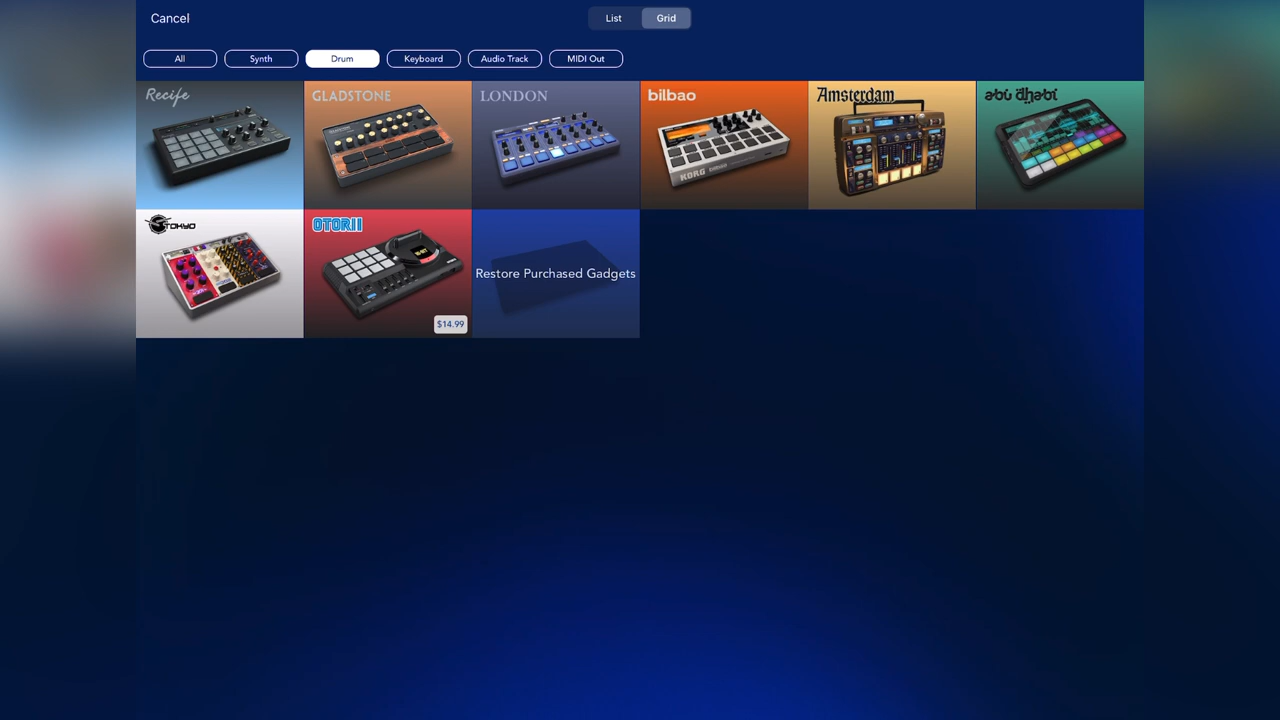 Cancel
List
Grid
All
Synth
Drum
Keyboard
Audio Track
MIDI Out
Recife
GLADSTONE
LONDON
bilbao
Amsterdam
abu dhabi
KORG
TOKYO
OTORII
Restore Purchased Gadgets
$14.99